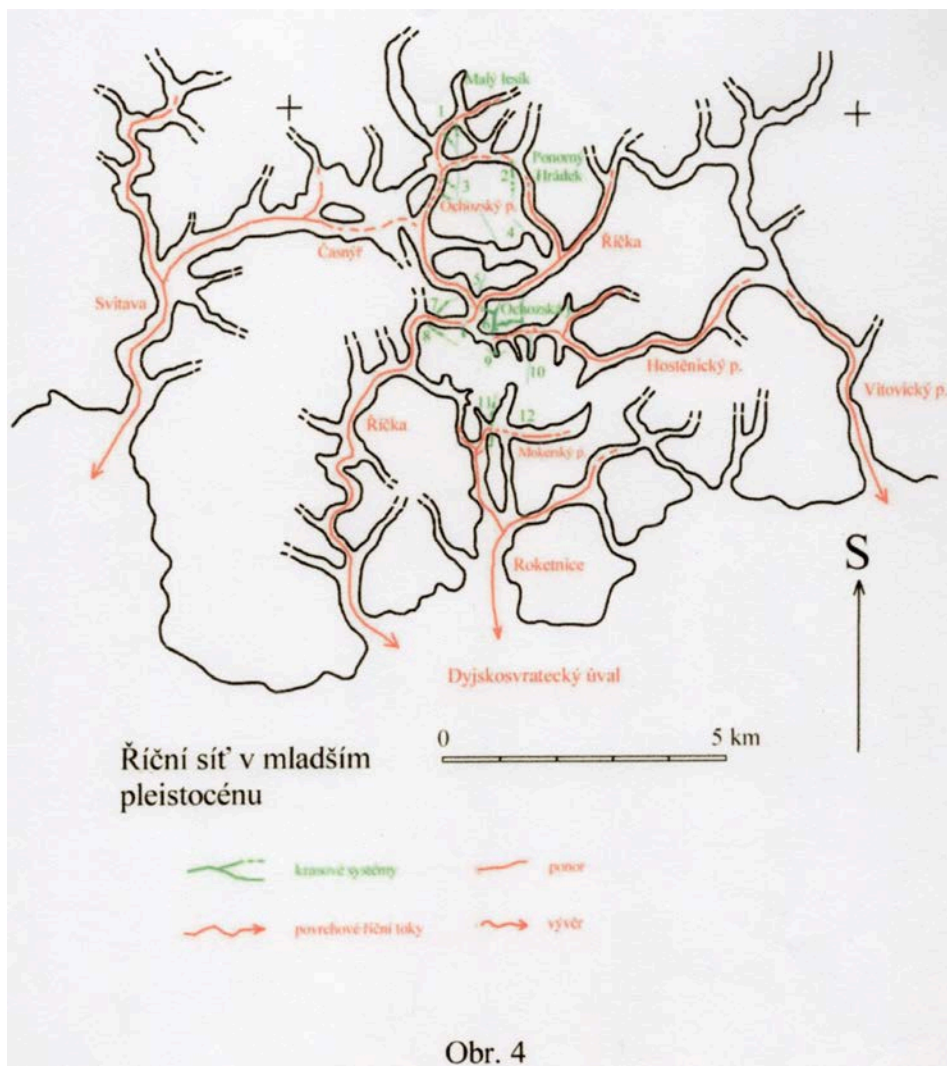 Malý lesík
1
Ponorný
Hrádek
2
3
Ochozský p.
4
Říčka
Časnýř
Svitava
5
7
Ochozská
6
8
9
10
Hostěnický p.
Vítovický p.
Říčka
11
12
Mokerský p.
Roketnice
S
Dyjskosvratecký úval
0 5 km
Říční síť v mladším
pleistocénu
krasové systémy
ponor
povrchové říční toky
vývěr
Obr. 4